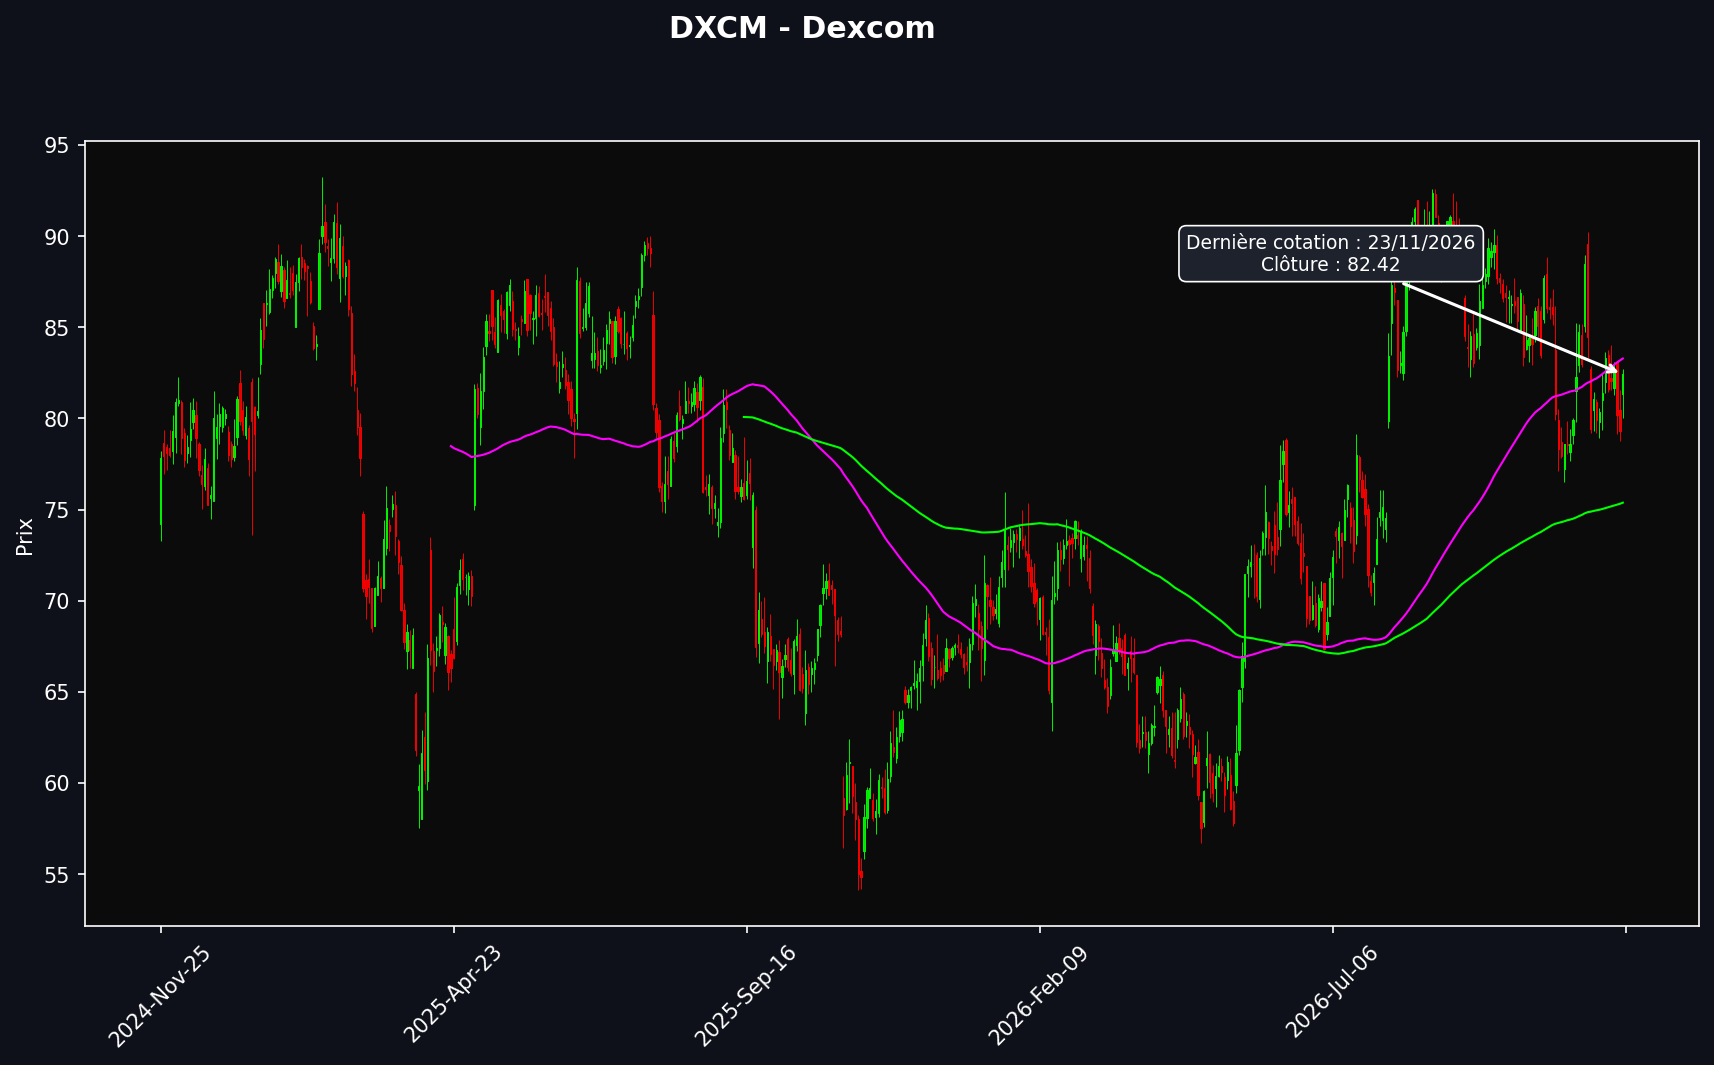 DXCM - Dexcom
95
90
85
80
75
70
65
60
55
Prix
Dernière cotation : 23/11/2026
Clôture : 82.42
2024-Nov-25
2025-Apr-23
2025-Sep-16
2026-Feb-09
2026-Jul-06